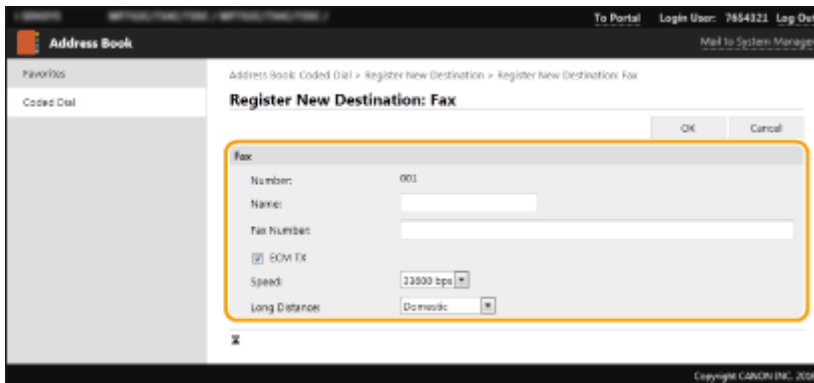 To Portal Login User: 7654321 Log Out
Address Book
Mail to System Manager
Favorites
Coded Dial
Address Book: Coded Dial > Register New Destination > Register New Destination: Fax
Register New Destination: Fax
OK Cancel
Fax
Number: 001
Name:
Fax Number:
ECM TX
Speed: 33600 bps
Long Distance: Domestic
Copyright CANON INC.